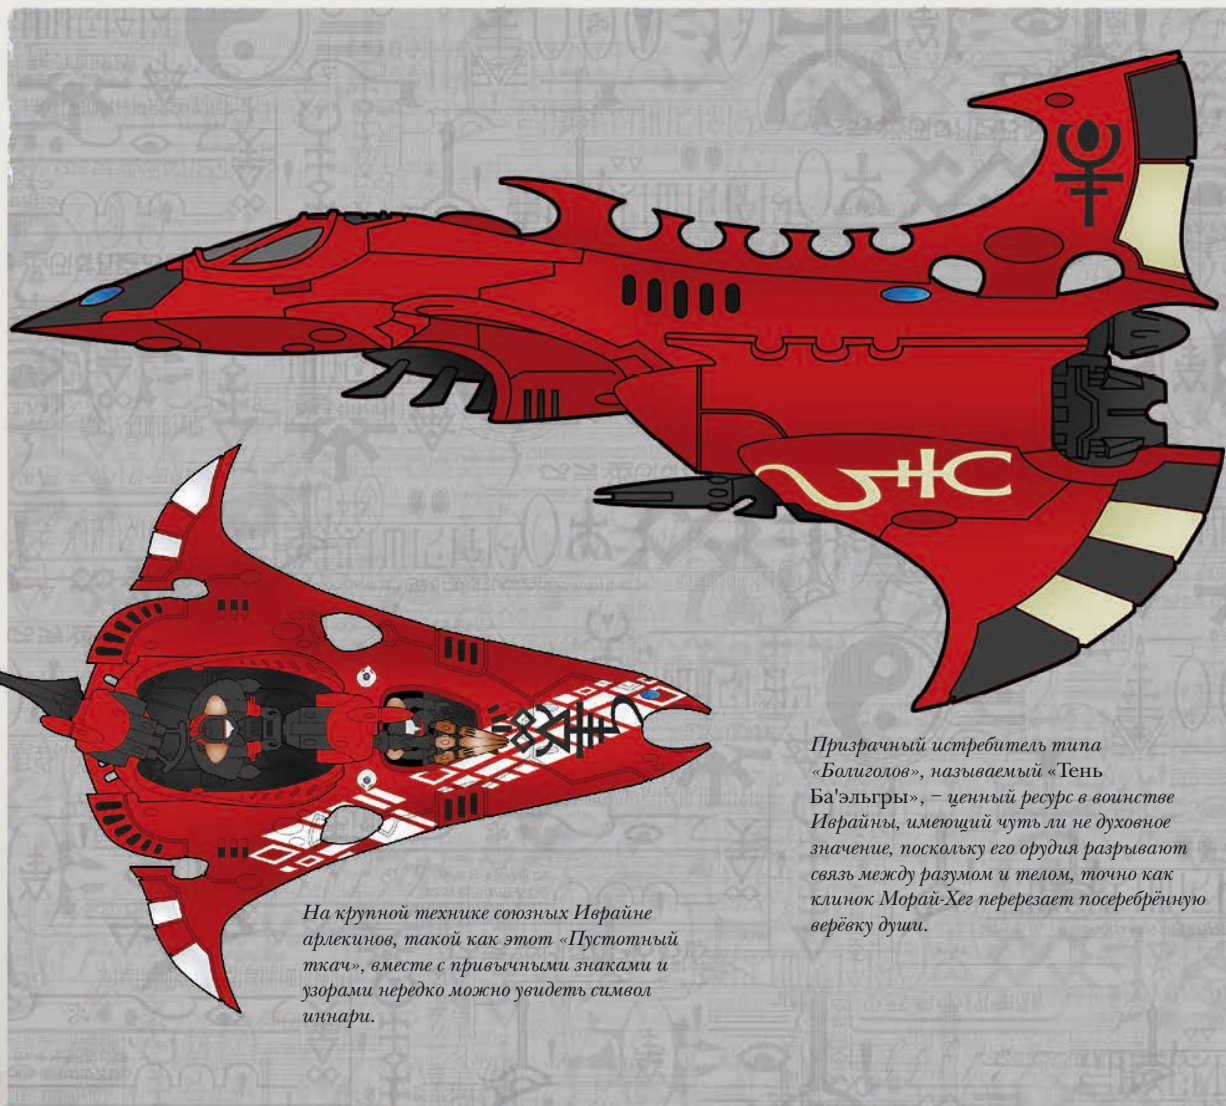 Призрачный истребитель типа
«Болиголов», называемый «Тень
Ба'эльгры», – ценный ресурс в воинстве
Иврайны, имеющий чуть ли не духовное
значение, поскольку его орудия разрывают
связь между разумом и телом, точно как
клинок Морай-Хег перерезает посеребрённую
верёвку души.
На крупной технике союзных Иврайне
арлекинов, такой как этот «Пустотный
ткач», вместе с привычными знаками и
узорами нередко можно увидеть символ
иннари.